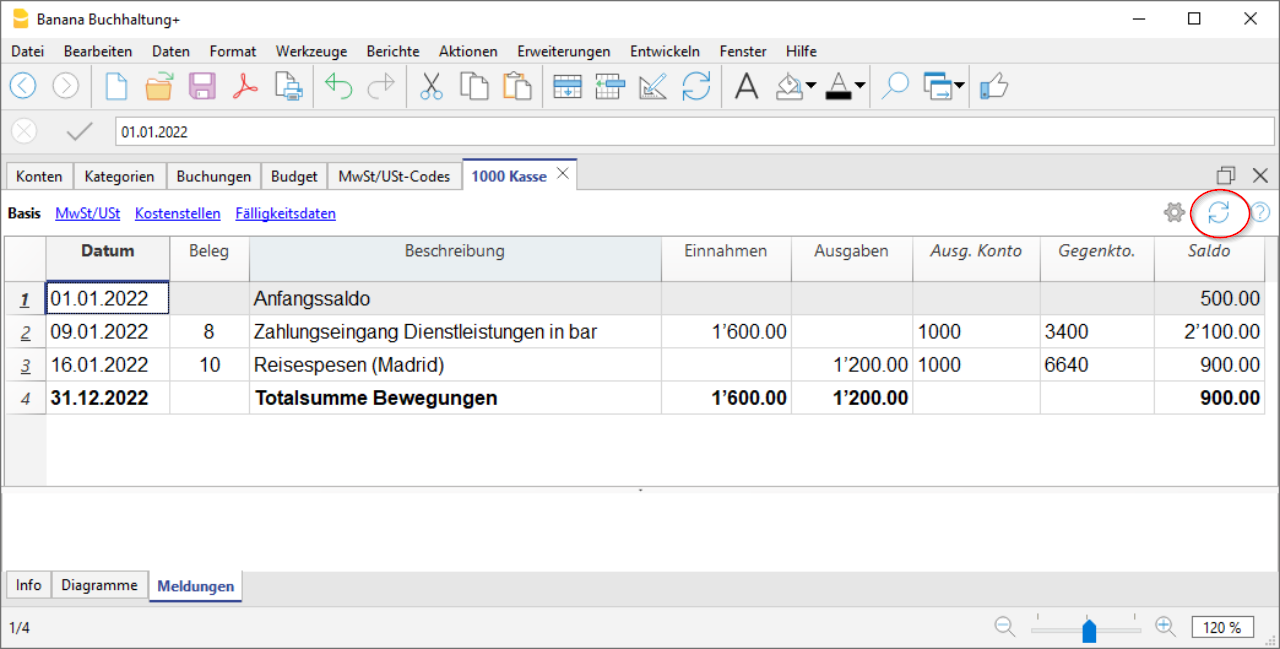 Banana Buchhaltung+
Datei Bearbeiten Daten Format Werkzeuge Berichte Aktionen Erweiterungen Entwickeln Fenster Hilfe
01.01.2022
Konten Kategorien Buchungen Budget MwSt/USt-Codes 1000 Kasse
Basis MwSt/USt Kostenstellen Fälligkeitsdaten
Datum Beleg Beschreibung Einnahmen Ausgaben Ausg. Konto Gegenkto. Saldo
1 01.01.2022 Anfangssaldo 500.00
2 09.01.2022 8 Zahlungseingang Dienstleistungen in bar 1’600.00 1000 3400 2’100.00
3 16.01.2022 10 Reisespesen (Madrid) 1’200.00 1000 6640 900.00
4 31.12.2022 Totalsumme Bewegungen 1’600.00 1’200.00 900.00
Info Diagramme Meldungen
1/4 120 %